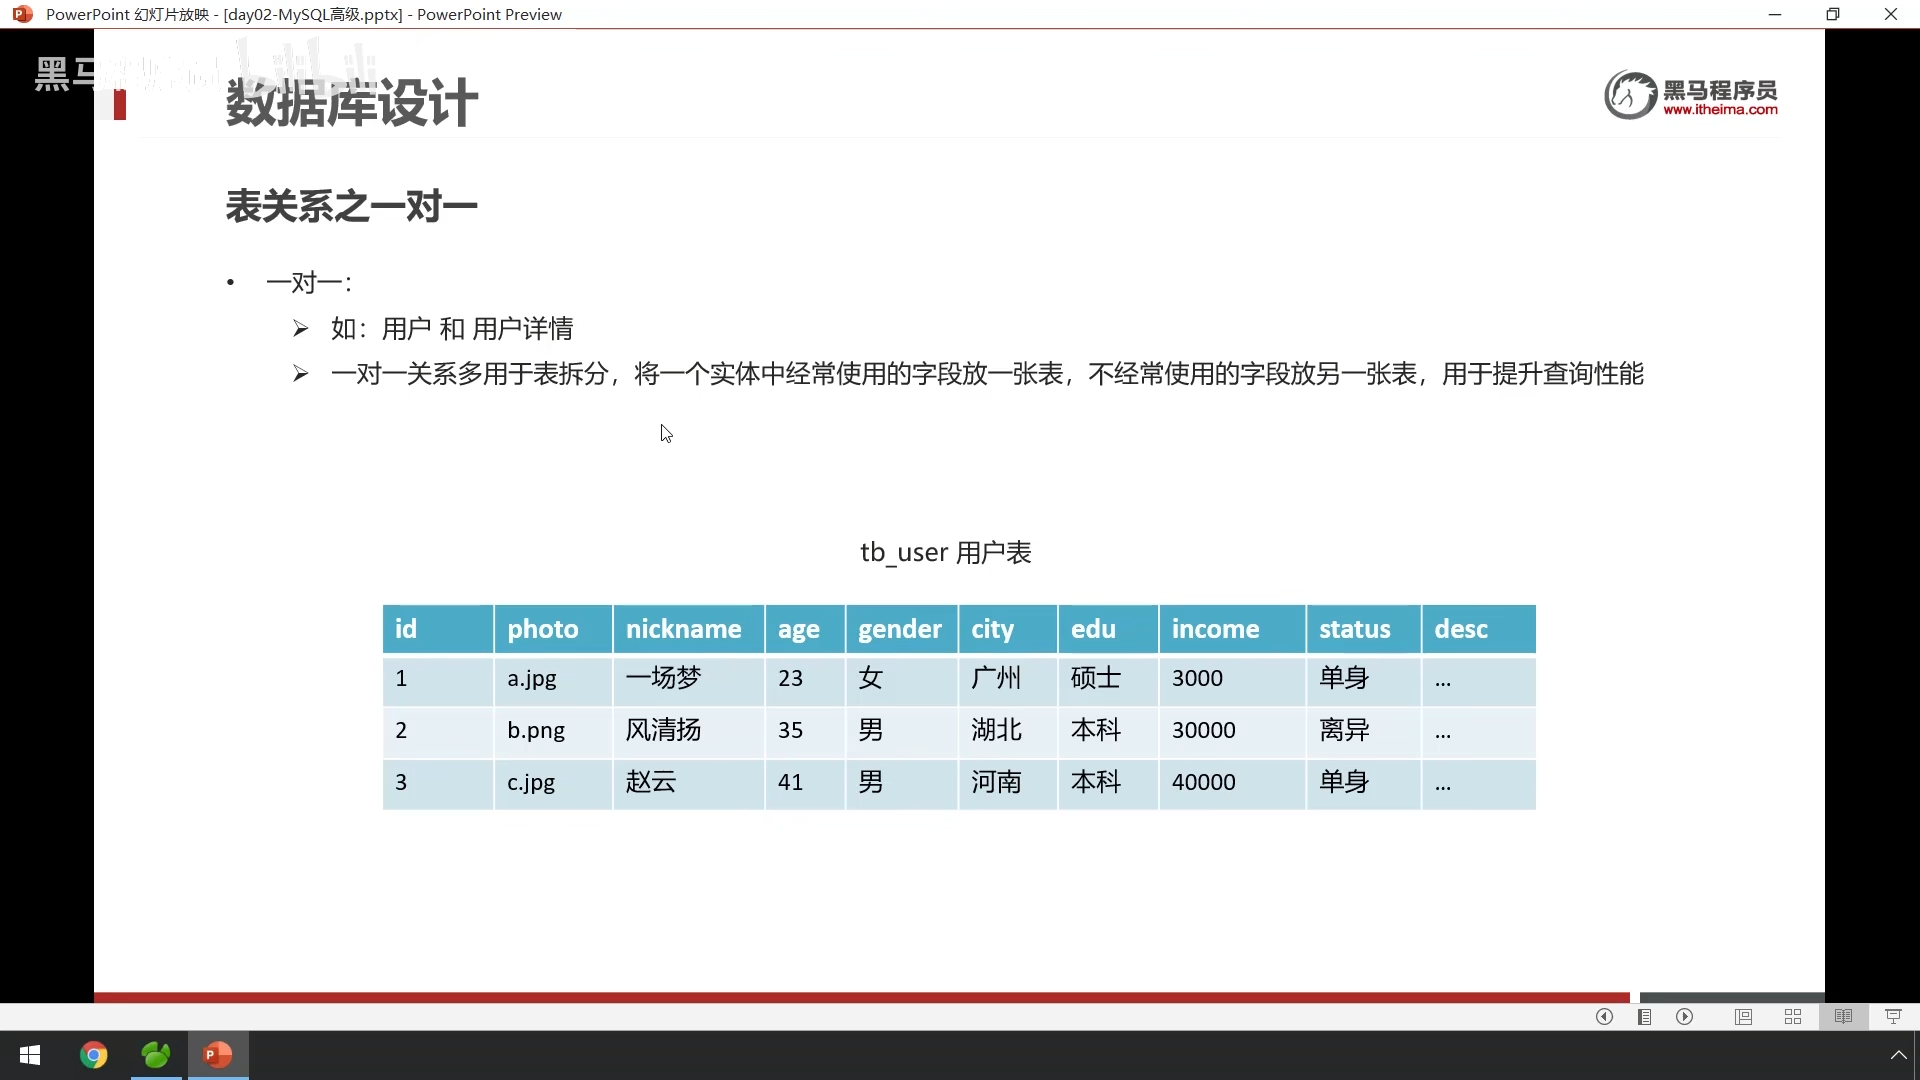 PowerPoint 幻灯片放映 - [day02-MySQL高级.pptx] - PowerPoint Preview
数据库设计
黑马程序员
www.itheima.com
表关系之一对一
• 一对一：
➢ 如：用户 和 用户详情
➢ 一对一关系多用于表拆分，将一个实体中经常使用的字段放一张表，不经常使用的字段放另一张表，用于提升查询性能
tb_user 用户表
id photo nickname age gender city edu income status desc
1 a.jpg 一场梦 23 女 广州 硕士 3000 单身 ...
2 b.png 风清扬 35 男 湖北 本科 30000 离异 ...
3 c.jpg 赵云 41 男 河南 本科 40000 单身 ...